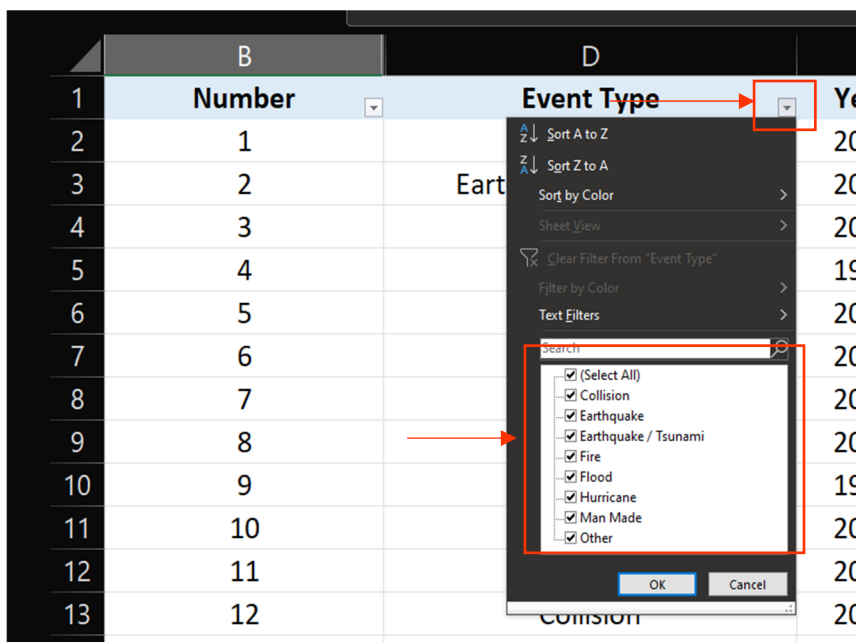 B D
1 Number Event Type
2 1 20
3 2 20
4 3 20
5 4 19
6 5 20
7 6 20
8 7 20
9 8 20
10 9 19
11 10 20
12 11 20
13 12 Collision 20
Sort A to Z
Sort Z to A
Sort by Color
Sheet View
Clear Filter From "Event Type"
Filter by Color
Text Filters
Search
(Select All)
Collision
Earthquake
Earthquake / Tsunami
Fire
Flood
Hurricane
Man Made
Other
OK Cancel